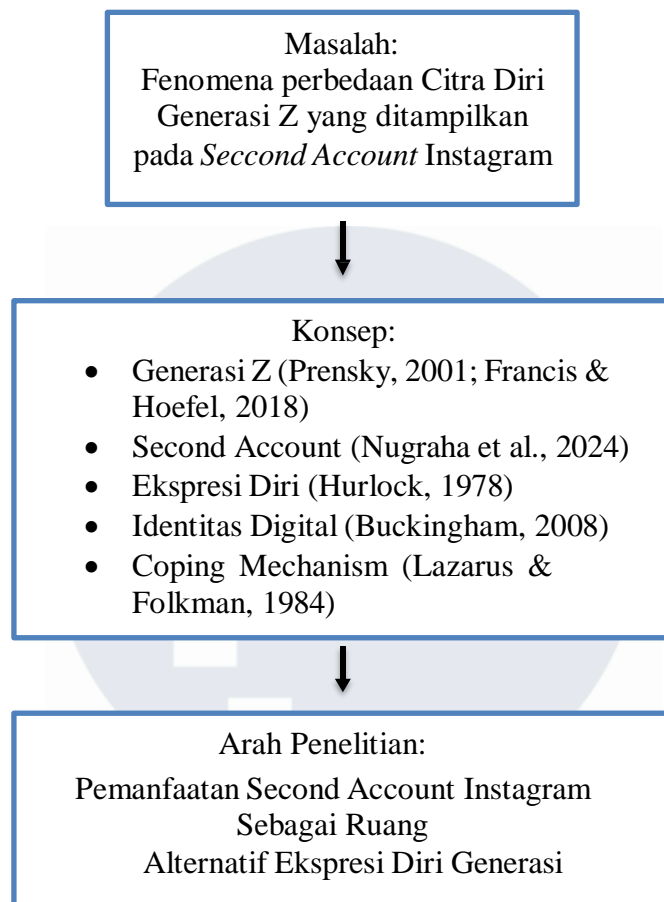 Masalah:
Fenomena perbedaan Citra Diri
Generasi Z yang ditampilkan
pada Seccond Account Instagram
Konsep:
• Generasi Z (Prensky, 2001; Francis &
Hoefel, 2018)
• Second Account (Nugraha et al., 2024)
• Ekspresi Diri (Hurlock, 1978)
• Identitas Digital (Buckingham, 2008)
• Coping Mechanism (Lazarus &
Folkman, 1984)
Arah Penelitian:
Pemanfaatan Second Account Instagram
Sebagai Ruang
Alternatif Ekspresi Diri Generasi